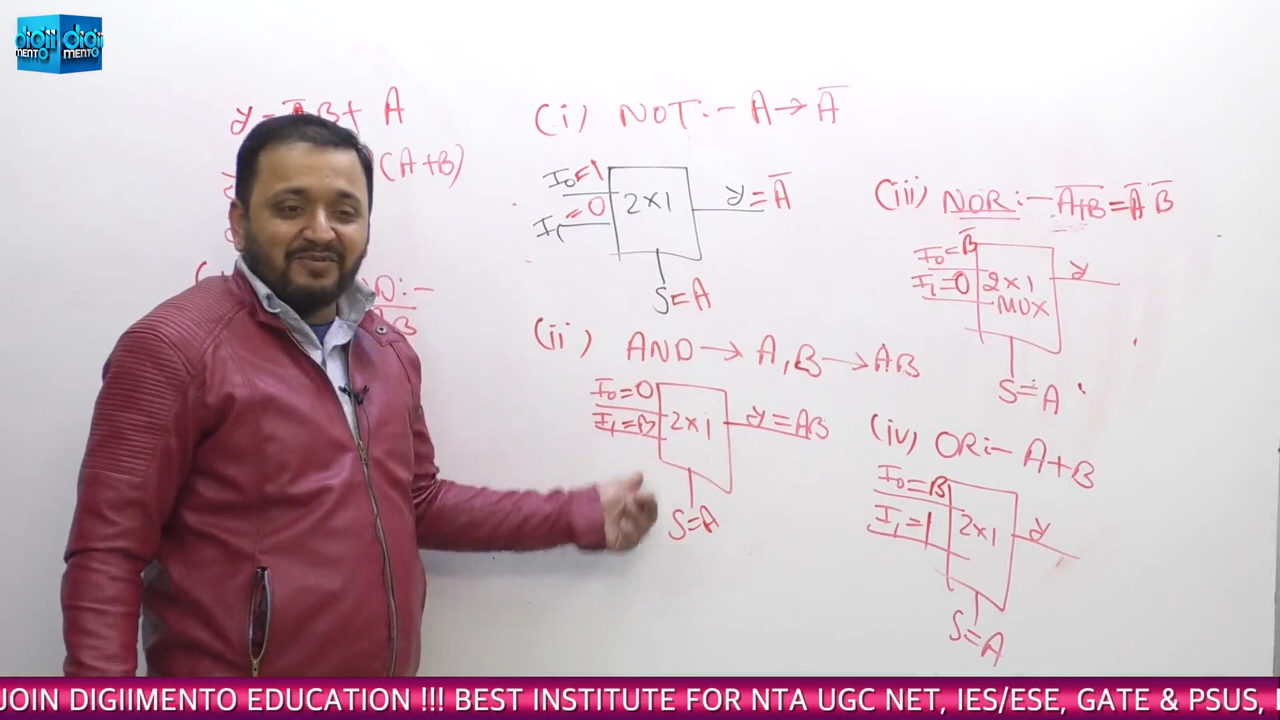 digii digii
MENTO MENTO
y = A̅ B + A
(A+B)
D:-
(i) NOT:- A → A̅
I₀ = 1
I₁ = 0
2×1
y = A̅
S = A
(ii) AND → A, B → AB
I₀ = 0
I₁ = B
2×1
y = AB
S = A
(iii) NOR:- A̅+̅B̅ = A̅ B̅
I₀ = B̅
I₁ = 0
2×1
MUX
y
S = A
(iv) OR:- A+B
I₀ = B
I₁ = 1
2×1
y
S = A
JOIN DIGIIMENTO EDUCATION !!! BEST INSTITUTE FOR NTA UGC NET, IES/ESE, GATE & PSUS,